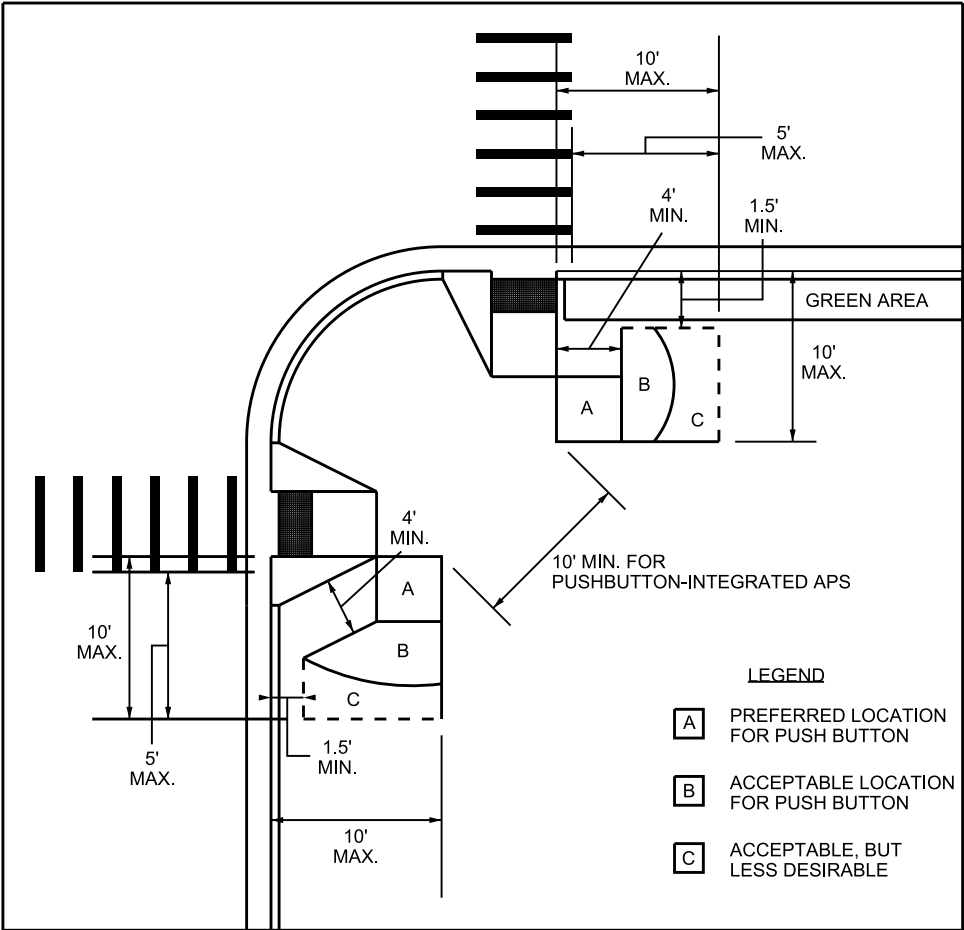 10'
MAX.
5'
MAX.
4'
MIN.
1.5'
MIN.
GREEN AREA
10'
MAX.
B
A
C
4'
MIN.
10' MIN. FOR
PUSHBUTTON-INTEGRATED APS
A
10'
MAX.
B
C
5'
MAX.
1.5'
MIN.
10'
MAX.
LEGEND
A PREFERRED LOCATION
FOR PUSH BUTTON
B ACCEPTABLE LOCATION
FOR PUSH BUTTON
C ACCEPTABLE, BUT
LESS DESIRABLE